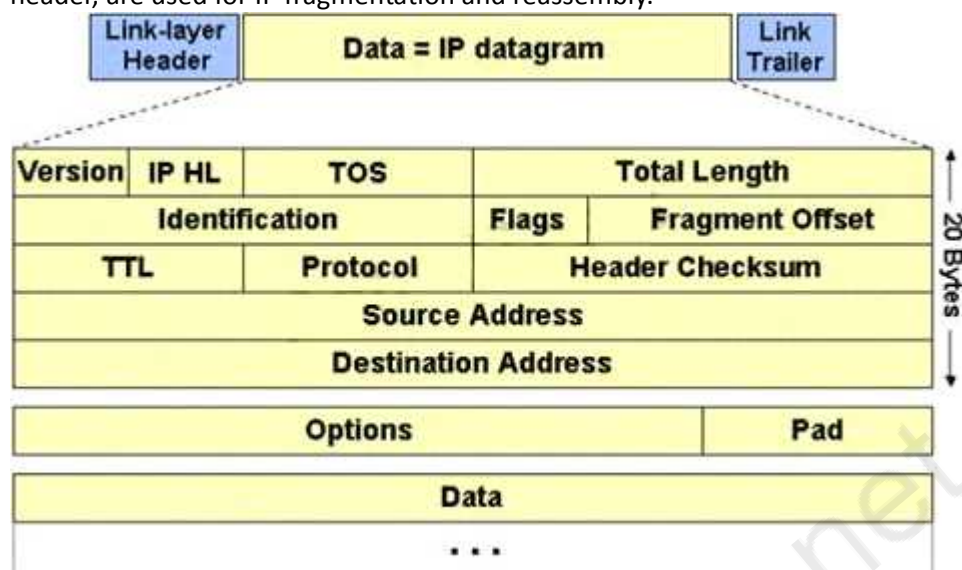 header, are used for IP fragmentation and reassembly.
Link-layer Header
Data = IP datagram
Link Trailer
Version IP HL TOS Total Length
Identification Flags Fragment Offset
TTL Protocol Header Checksum
Source Address
Destination Address
20 Bytes
Options Pad
Data
. . .
net